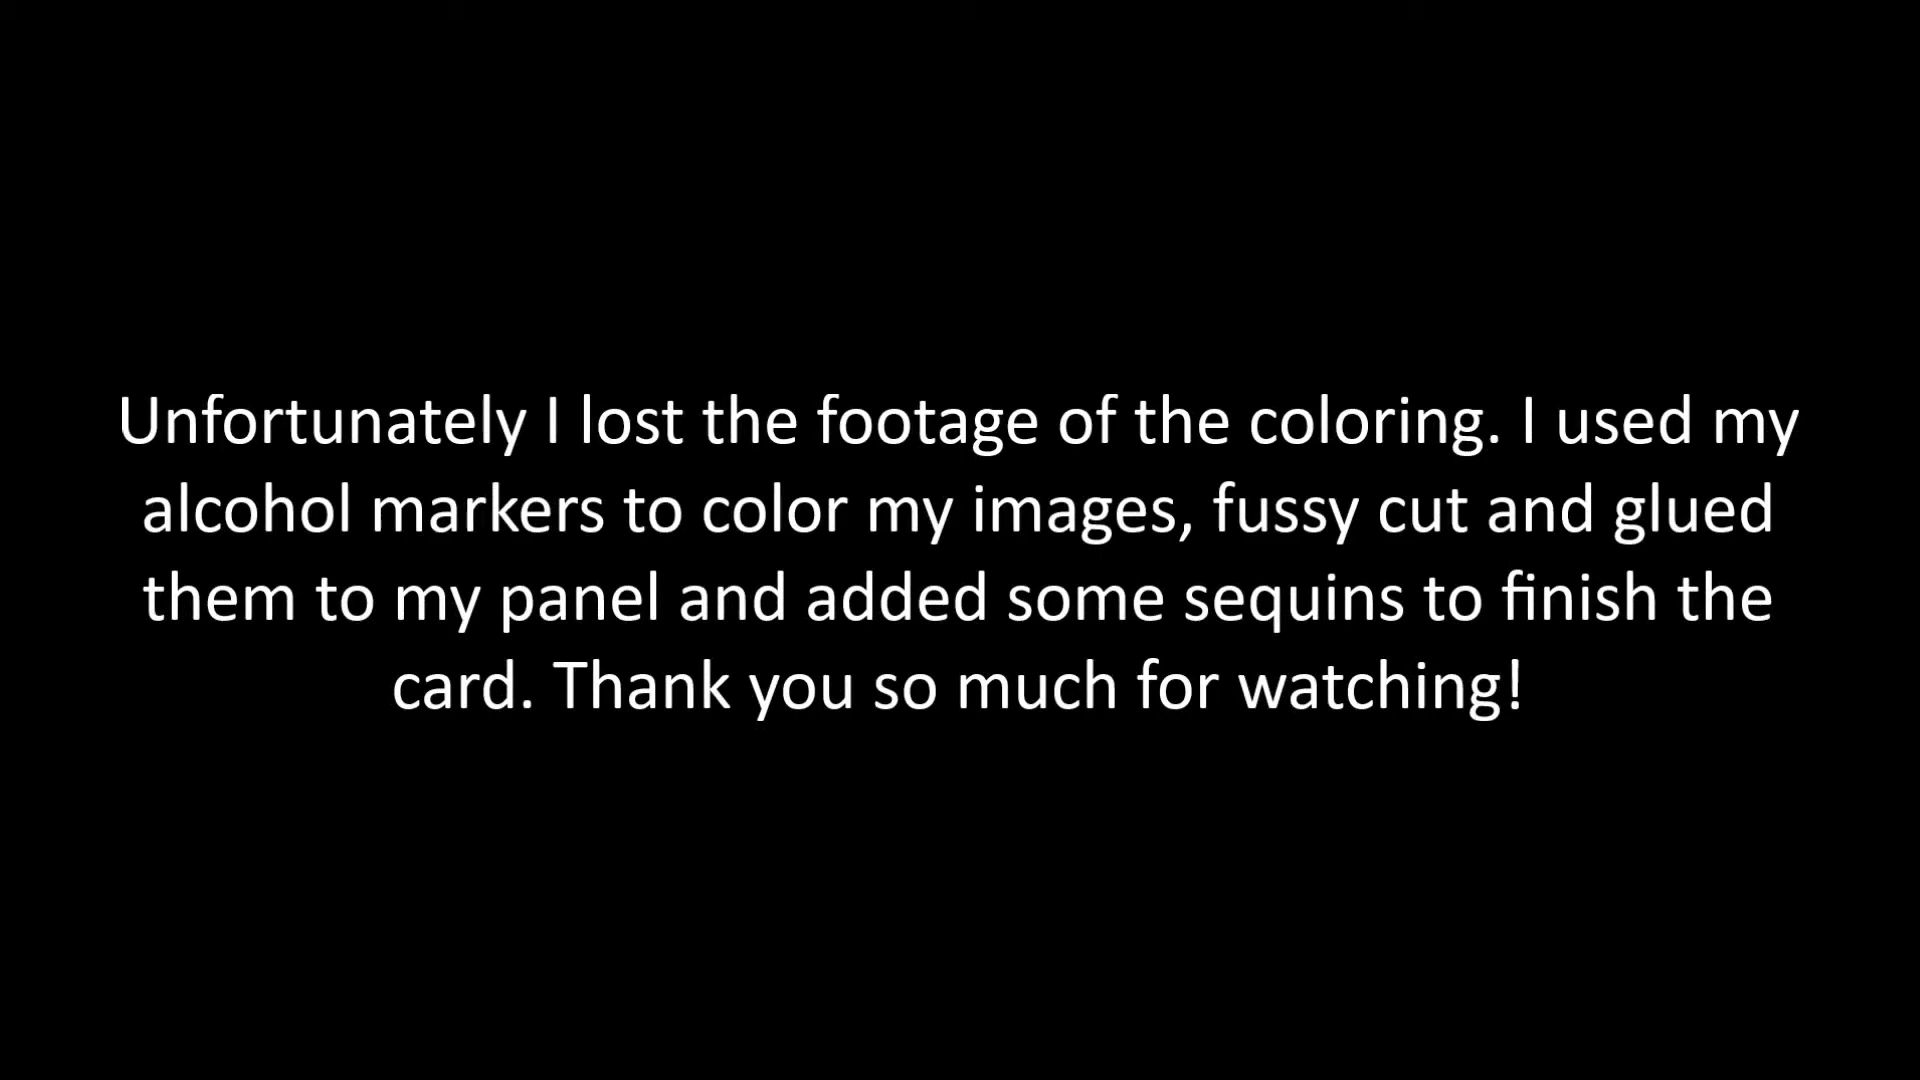 Unfortunately I lost the footage of the coloring. I used my
alcohol markers to color my images, fussy cut and glued
them to my panel and added some sequins to finish the
card. Thank you so much for watching!